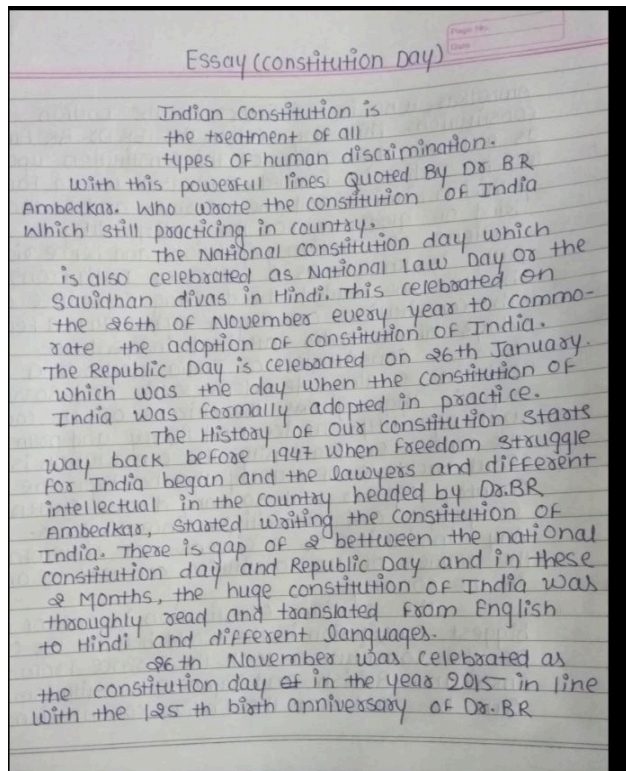 Page No.
Date
Essay (Constitution Day)
Indian Constitution is
the treatment of all
types of human discrimination.
With this powerful lines Quoted By Dr BR
Ambedkar. Who wrote the constitution of India
Which still practicing in country.
The National constitution day which
is also celebrated as National law Day or the
Savidhan divas in Hindi. This celebrated on
the 26th of November every year to commo-
rate the adoption of constitution of India.
The Republic Day is celebrated on 26th January.
which was the day when the constitution of
India was formally adopted in practice.
The History of our constitution starts
way back before 1947 when freedom struggle
for India began and the lawyers and different
intellectual in the country headed by Dr.BR
Ambedkar, started writing the constitution of
India. There is gap of 2 bettween the national
constitution day and Republic Day and in these
2 Months, the huge constitution of India was
throughly read and translated from English
to Hindi and different languages.
26 th November was celebrated as
the constitution day of in the year 2015 in line
with the 125 th birth anniversary of Dr. BR